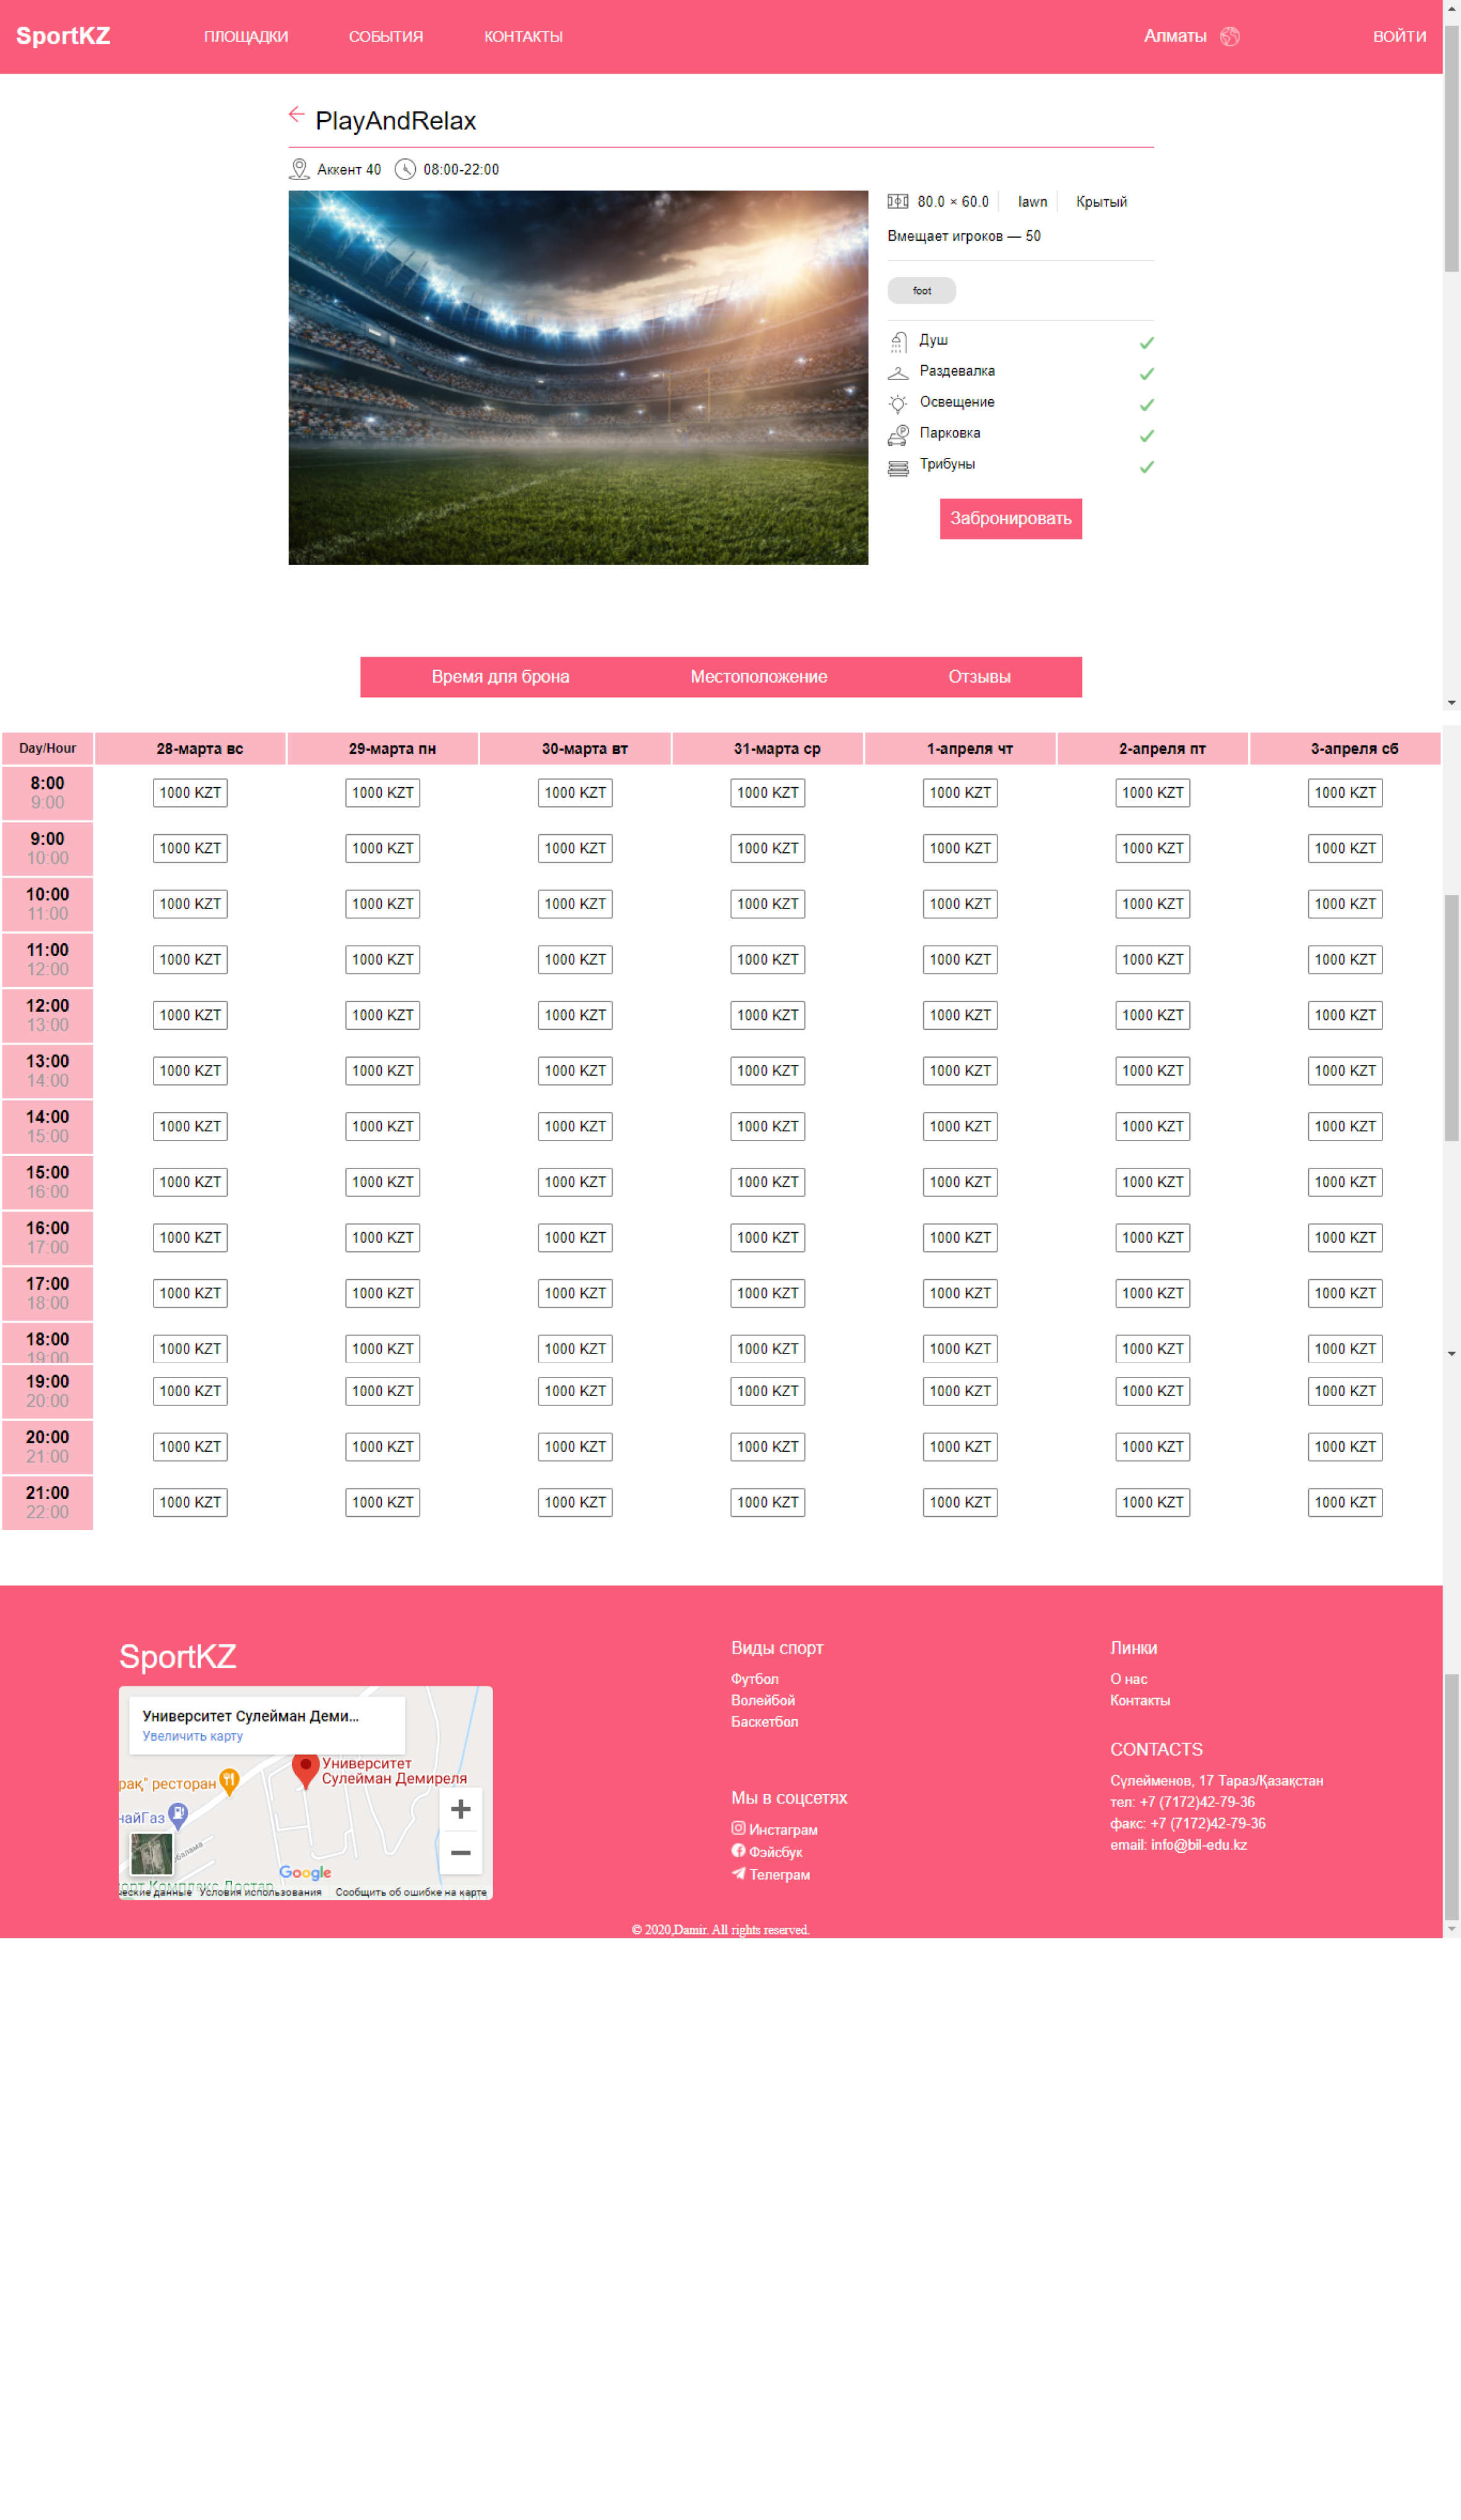 SportKZ ПЛОЩАДКИ СОБЫТИЯ КОНТАКТЫ Алматы ВОЙТИ
PlayAndRelax
Аккент 40 08:00-22:00
80.0 × 60.0 lawn Крытый
Вмещает игроков — 50
foot
Душ
Раздевалка
Освещение
Парковка
Трибуны
Забронировать
Время для брона Местоположение Отзывы
Day/Hour 28-марта вс 29-марта пн 30-марта вт 31-марта ср 1-апреля чт 2-апреля пт 3-апреля сб
8:00
9:00
1000 KZT 1000 KZT 1000 KZT 1000 KZT 1000 KZT 1000 KZT 1000 KZT
9:00
10:00
1000 KZT 1000 KZT 1000 KZT 1000 KZT 1000 KZT 1000 KZT 1000 KZT
10:00
11:00
1000 KZT 1000 KZT 1000 KZT 1000 KZT 1000 KZT 1000 KZT 1000 KZT
11:00
12:00
1000 KZT 1000 KZT 1000 KZT 1000 KZT 1000 KZT 1000 KZT 1000 KZT
12:00
13:00
1000 KZT 1000 KZT 1000 KZT 1000 KZT 1000 KZT 1000 KZT 1000 KZT
13:00
14:00
1000 KZT 1000 KZT 1000 KZT 1000 KZT 1000 KZT 1000 KZT 1000 KZT
14:00
15:00
1000 KZT 1000 KZT 1000 KZT 1000 KZT 1000 KZT 1000 KZT 1000 KZT
15:00
16:00
1000 KZT 1000 KZT 1000 KZT 1000 KZT 1000 KZT 1000 KZT 1000 KZT
16:00
17:00
1000 KZT 1000 KZT 1000 KZT 1000 KZT 1000 KZT 1000 KZT 1000 KZT
17:00
18:00
1000 KZT 1000 KZT 1000 KZT 1000 KZT 1000 KZT 1000 KZT 1000 KZT
18:00
19:00
1000 KZT 1000 KZT 1000 KZT 1000 KZT 1000 KZT 1000 KZT 1000 KZT
19:00
20:00
1000 KZT 1000 KZT 1000 KZT 1000 KZT 1000 KZT 1000 KZT 1000 KZT
20:00
21:00
1000 KZT 1000 KZT 1000 KZT 1000 KZT 1000 KZT 1000 KZT 1000 KZT
21:00
22:00
1000 KZT 1000 KZT 1000 KZT 1000 KZT 1000 KZT 1000 KZT 1000 KZT
SportKZ
Университет Сулейман Деми...
Увеличить карту
Университет
Сулейман Демиреля
рақ" ресторан
найГаз
Google
Условия использования Сообщить об ошибке на карте
Виды спорт
Футбол
Волейбой
Баскетбол
Мы в соцсетях
Инстаграм
Фэйсбук
Телеграм
Линки
О нас
Контакты
CONTACTS
Сүлейменов, 17 Тараз/Қазақстан
тел: +7 (7172)42-79-36
факс: +7 (7172)42-79-36
email: info@bil-edu.kz
© 2020,Damir. All rights reserved.